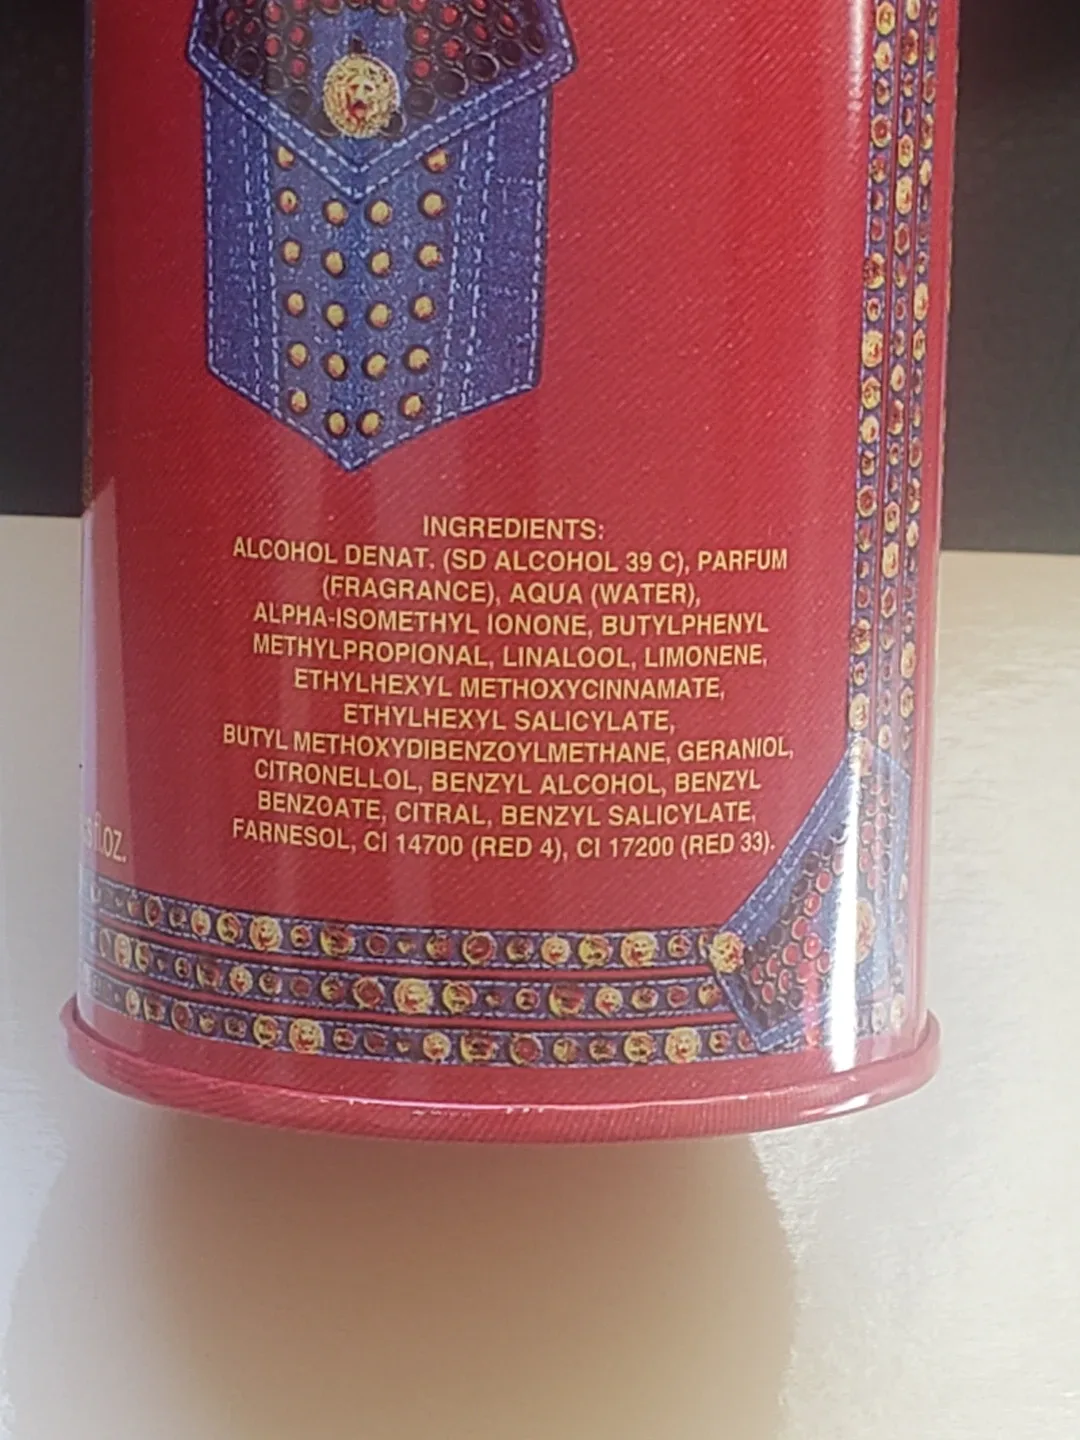 INGREDIENTS:
ALCOHOL DENAT. (SD ALCOHOL 39 C), PARFUM
(FRAGRANCE), AQUA (WATER),
ALPHA-ISOMETHYL IONONE, BUTYLPHENYL
METHYLPROPIONAL, LINALOOL, LIMONENE,
ETHYLHEXYL METHOXYCINNAMATE,
ETHYLHEXYL SALICYLATE,
BUTYL METHOXYDIBENZOYLMETHANE, GERANIOL,
CITRONELLOL, BENZYL ALCOHOL, BENZYL
BENZOATE, CITRAL, BENZYL SALICYLATE,
FARNESOL, CI 14700 (RED 4), CI 17200 (RED 33).
fl.oz.